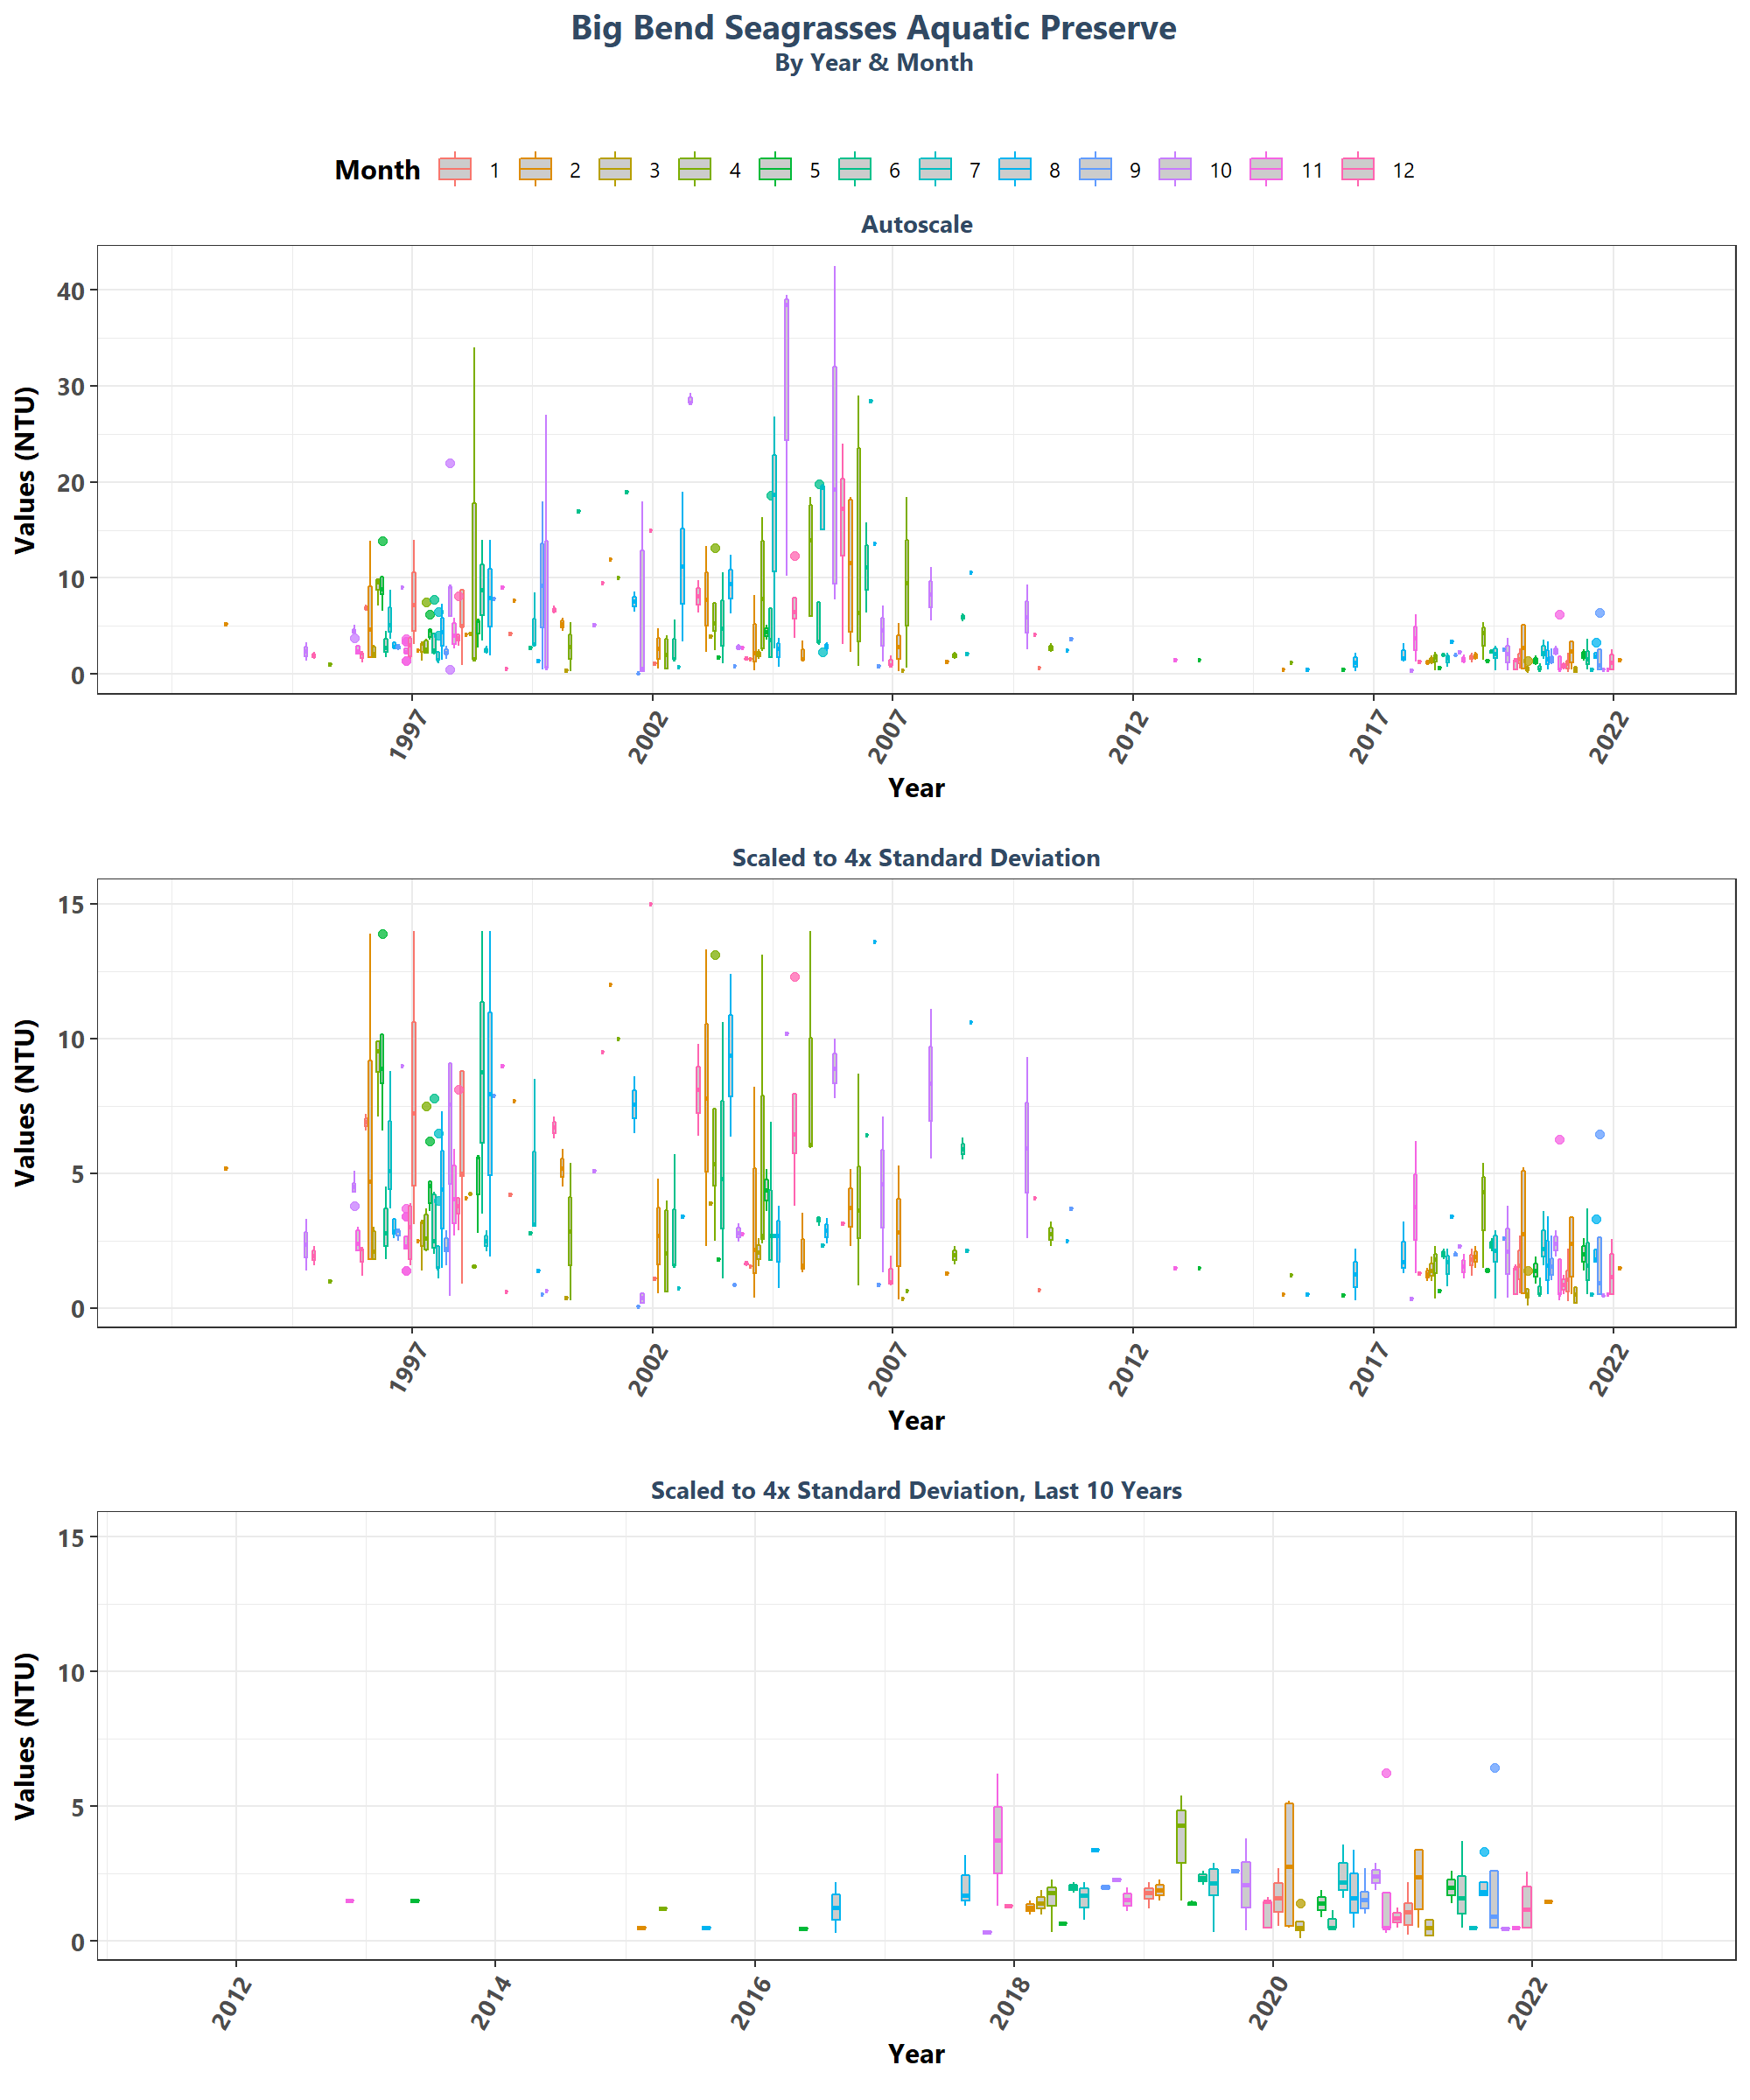 Big Bend Seagrasses Aquatic Preserve
By Year & Month
Month 1 2 3 4 5 6 7 8 9 10 11 12
Autoscale
Values (NTU)
40
30
20
10
0
1997 2002 2007 2012 2017 2022
Year
Scaled to 4x Standard Deviation
Values (NTU)
15
10
5
0
1997 2002 2007 2012 2017 2022
Year
Scaled to 4x Standard Deviation, Last 10 Years
Values (NTU)
15
10
5
0
2012 2014 2016 2018 2020 2022
Year